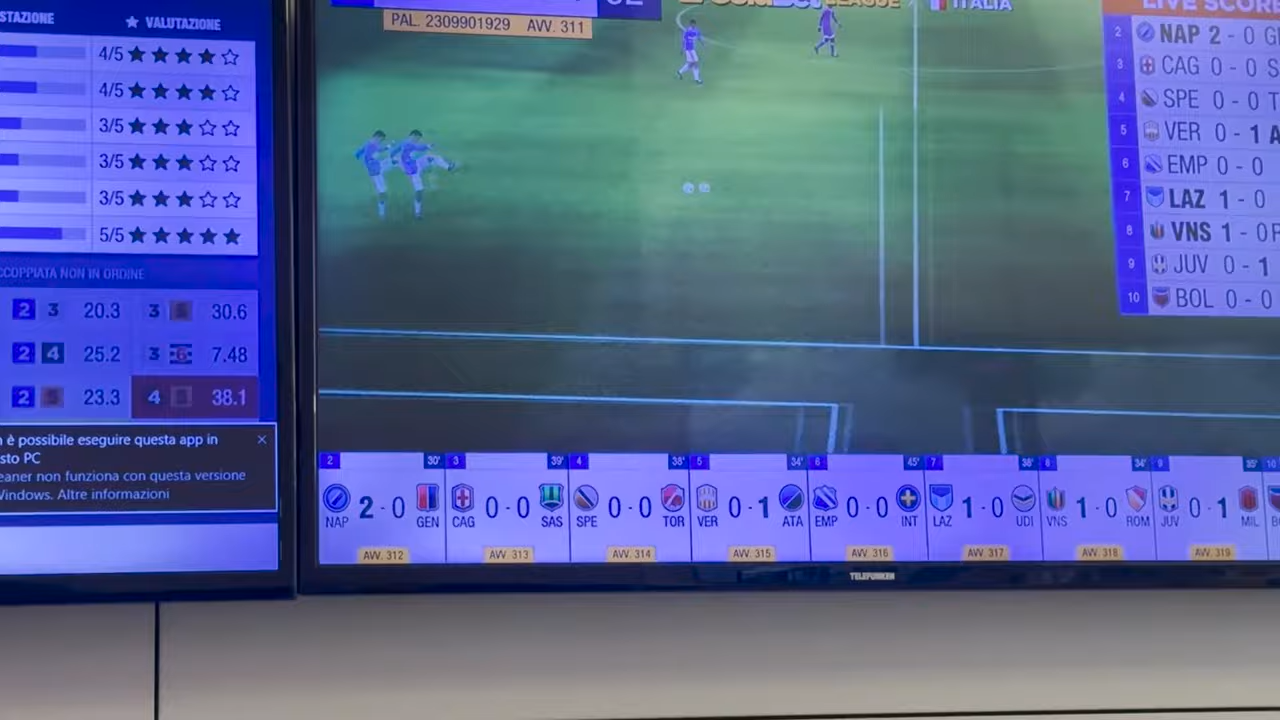 STAZIONE
VALUTAZIONE
4/5
4/5
3/5
3/5
3/5
5/5
COPPIATA NON IN ORDINE
2 3 20.3 3 30.6
2 4 25.2 3 6 7.48
2 5 23.3 4 38.1
è possibile eseguire questa app in
sto PC
eaner non funziona con questa versione
Windows. Altre informazioni
PAL. 2309901929 AVV. 311
LEAGUE
ITALIA
LIVE SCORE
2 NAP 2 - 0 G
3 CAG 0 - 0 S
4 SPE 0 - 0 T
5 VER 0 - 1 A
6 EMP 0 - 0
7 LAZ 1 - 0
8 VNS 1 - 0
9 JUV 0 - 1
10 BOL 0 - 0
2 30' 3 39' 4 38' 5 34' 6 45' 7 36' 8 34' 9 35' 10
NAP 2 - 0 GEN CAG 0 - 0 SAS SPE 0 - 0 TOR VER 0 - 1 ATA EMP 0 - 0 INT LAZ 1 - 0 UDI VNS 1 - 0 ROM JUV 0 - 1 MIL
AVV. 312 AVV. 313 AVV. 314 AVV. 315 AVV. 316 AVV. 317 AVV. 318 AVV. 319
TELEFUNKEN